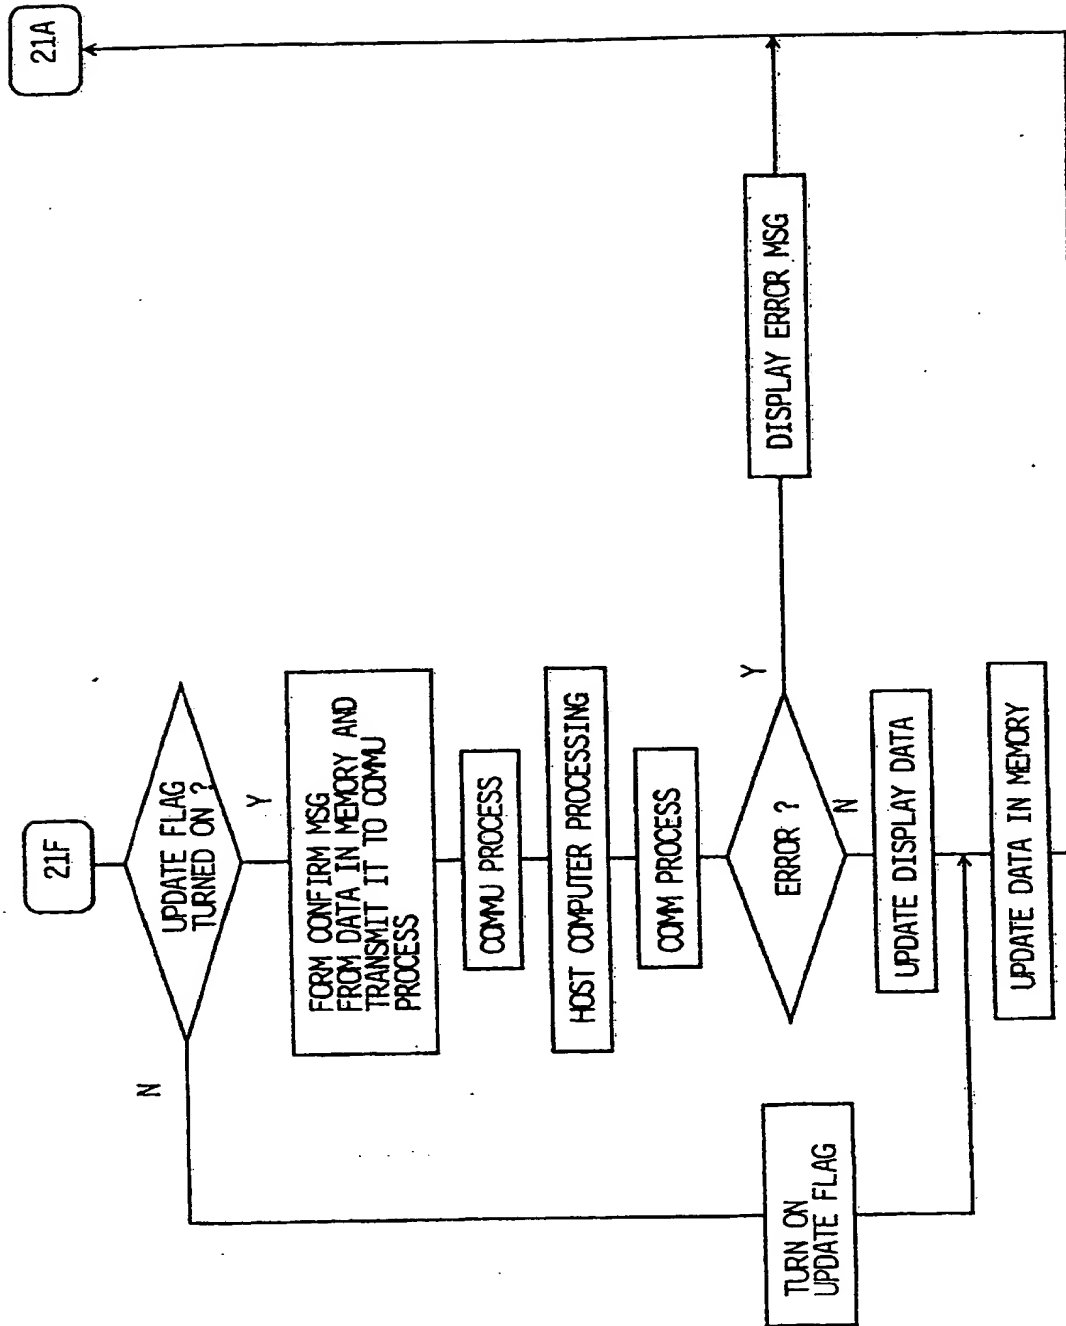 21A
21F
UPDATE FLAG
TURNED ON ?
Y
N
FORM CONFIRM MSG
FROM DATA IN MEMORY AND
TRANSMIT IT TO COMMU
PROCESS
COMMU PROCESS
HOST COMPUTER PROCESSING
COMM PROCESS
ERROR ?
Y
DISPLAY ERROR MSG
N
UPDATE DISPLAY DATA
TURN ON
UPDATE FLAG
UPDATE DATA IN MEMORY